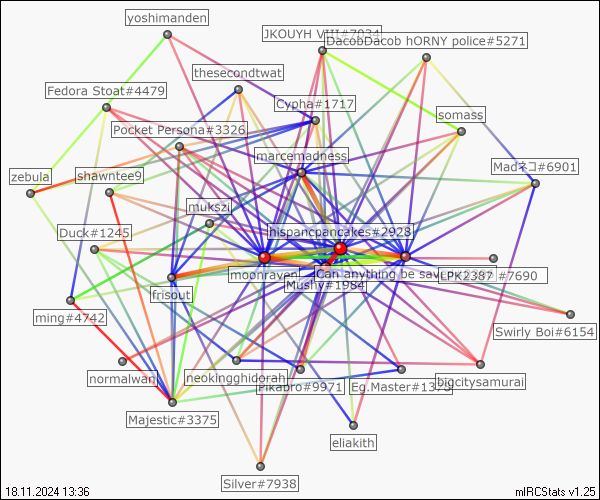 yoshimanden
JKOUYH VIII#7034
DacobDacob hORNY police#5271
thesecondtwat
Fedora Stoat#4479
Cypha#1717
somass
Pocket Persona#3326
marcemadness
Madネコ#6901
zebula
shawntee9
mukszi
Duck#1245
hispancpancakes#2928
moonraven
Can anything be sav
LPK2387 #7690
Mushy#1984
frisout
ming#4742
Swirly Boi#6154
normalwan
neokingghidorah
Pikabro#9971
Eg.Master#1375
bigcitysamurai
Majestic#3375
eliakith
Silver#7938
18.11.2024 13:36
mIRCStats v1.25